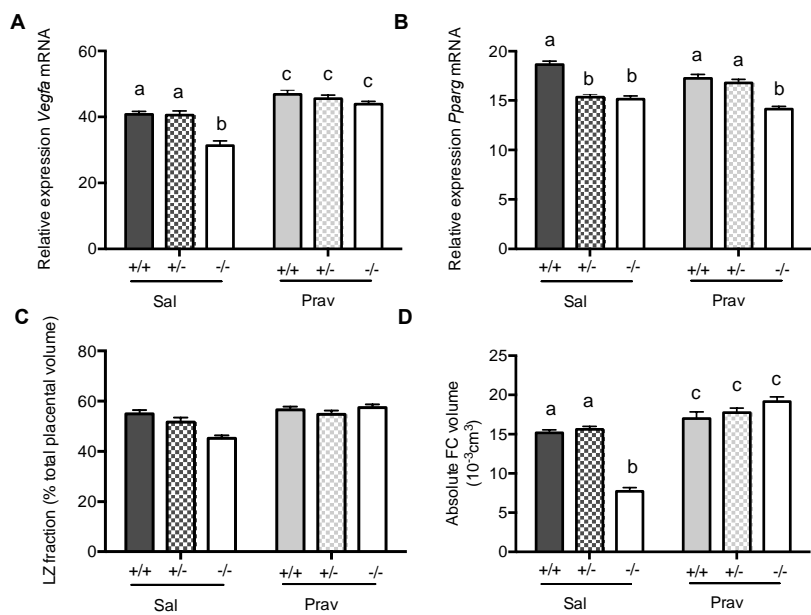 A
Relative expression Vegfa mRNA
60
40
20
0
a a b c c c
+/+ +/- -/- +/+ +/- -/-
Sal Prav
B
Relative expression Pparg mRNA
20
15
10
5
0
a b b a a b
+/+ +/- -/- +/+ +/- -/-
Sal Prav
C
LZ fraction (% total placental volume)
80
60
40
20
0
+/+ +/- -/- +/+ +/- -/-
Sal Prav
D
Absolute FC volume
(10⁻³cm³)
25
20
15
10
5
0
a a b c c c
+/+ +/- -/- +/+ +/- -/-
Sal Prav